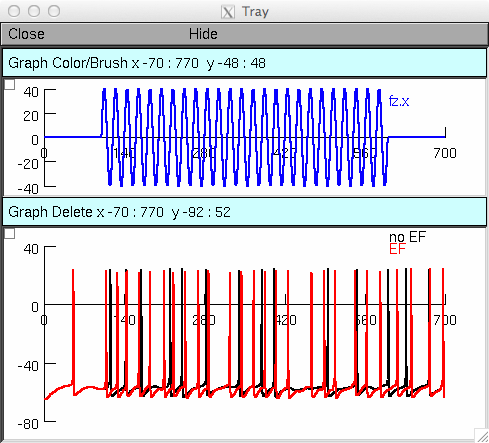 Tray
Close Hide
Graph Color/Brush x -70 : 770 y -48 : 48
40
fz.x
20
0 140 280 420 560 700
-20
-40
Graph Delete x -70 : 770 y -92 : 52
no EF
40
EF
0
0 140 280 420 560 700
-40
-80